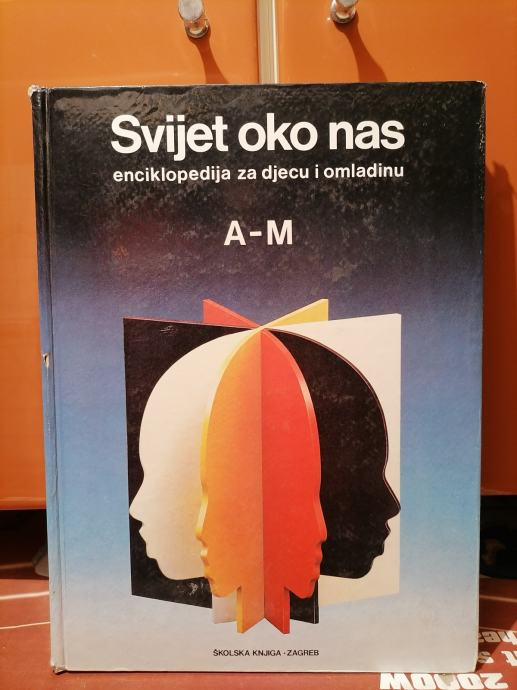 Svijet oko nas
enciklopedija za djecu i omladinu
A-M
ŠKOLSKA KNJIGA · ZAGREB